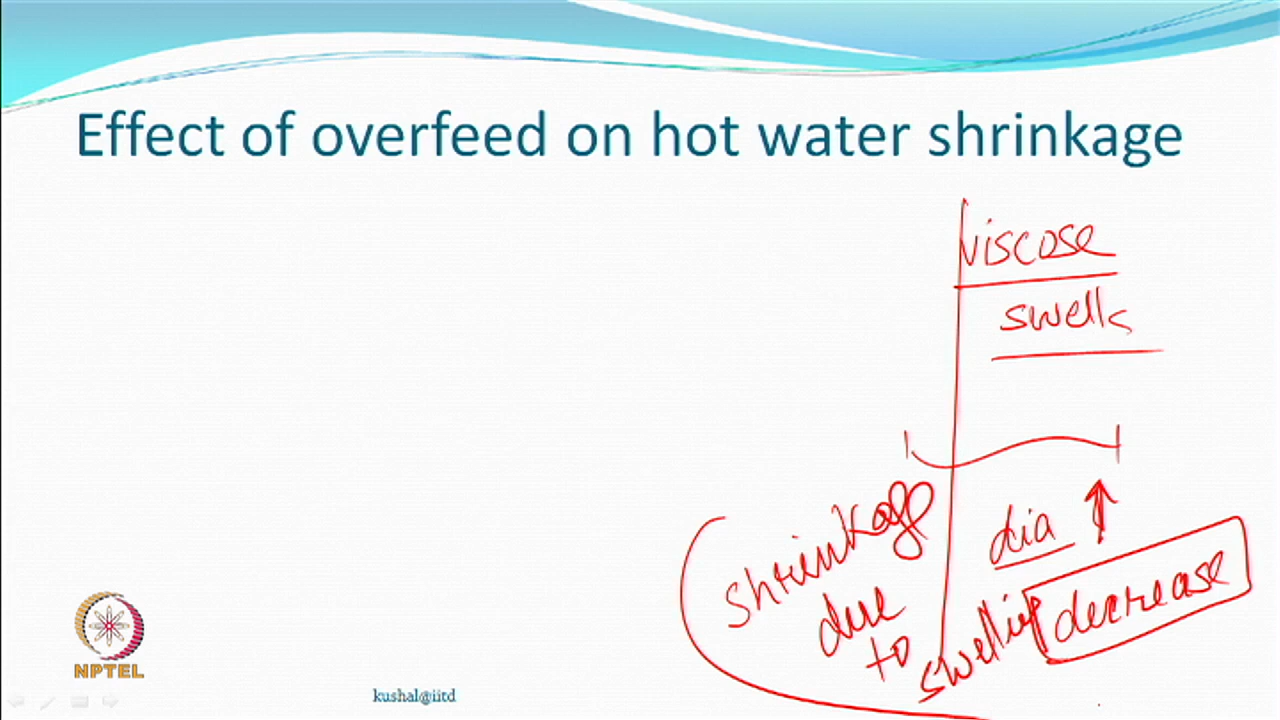 Effect of overfeed on hot water shrinkage
viscose
swells
dia ↑
shrinkage
due
to
swelling decrease
NPTEL
kushal@iitd